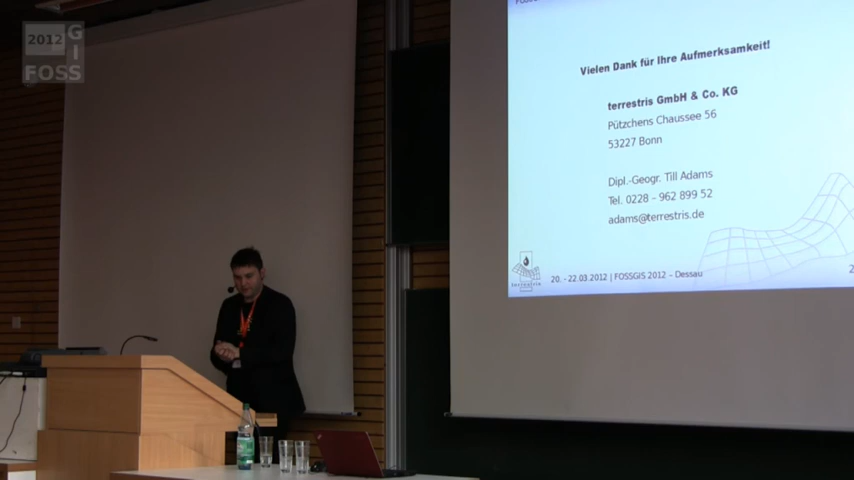 2012
G
I
FOSS
Vielen Dank für Ihre Aufmerksamkeit!
terrestris GmbH & Co. KG
Pützchens Chaussee 56
53227 Bonn
Dipl.-Geogr. Till Adams
Tel. 0228 – 962 899 52
adams@terrestris.de
terrestris
20. - 22.03.2012 | FOSSGIS 2012 – Dessau